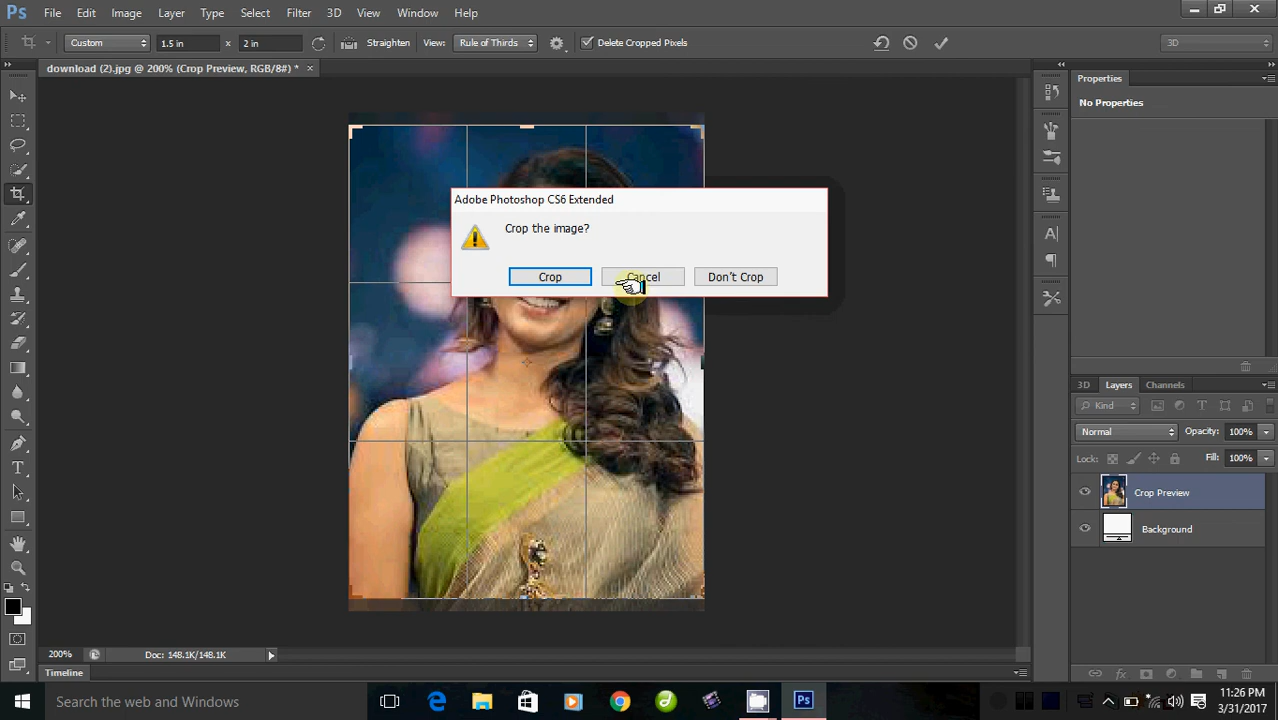 Ps File Edit Image Layer Type Select Filter 3D View Window Help
Custom 1.5 in x 2 in Straighten View: Rule of Thirds Delete Cropped Pixels 3D
download (2).jpg @ 200% (Crop Preview, RGB/8#) * ×
Properties
No Properties
Adobe Photoshop CS6 Extended
Crop the image?
Crop Cancel Don't Crop
3D Layers Channels
Kind
Normal Opacity: 100%
Lock: Fill: 100%
Crop Preview
Background
200% Doc: 148.1K/148.1K
Timeline
Search the web and Windows
Ps
11:26 PM
3/31/2017